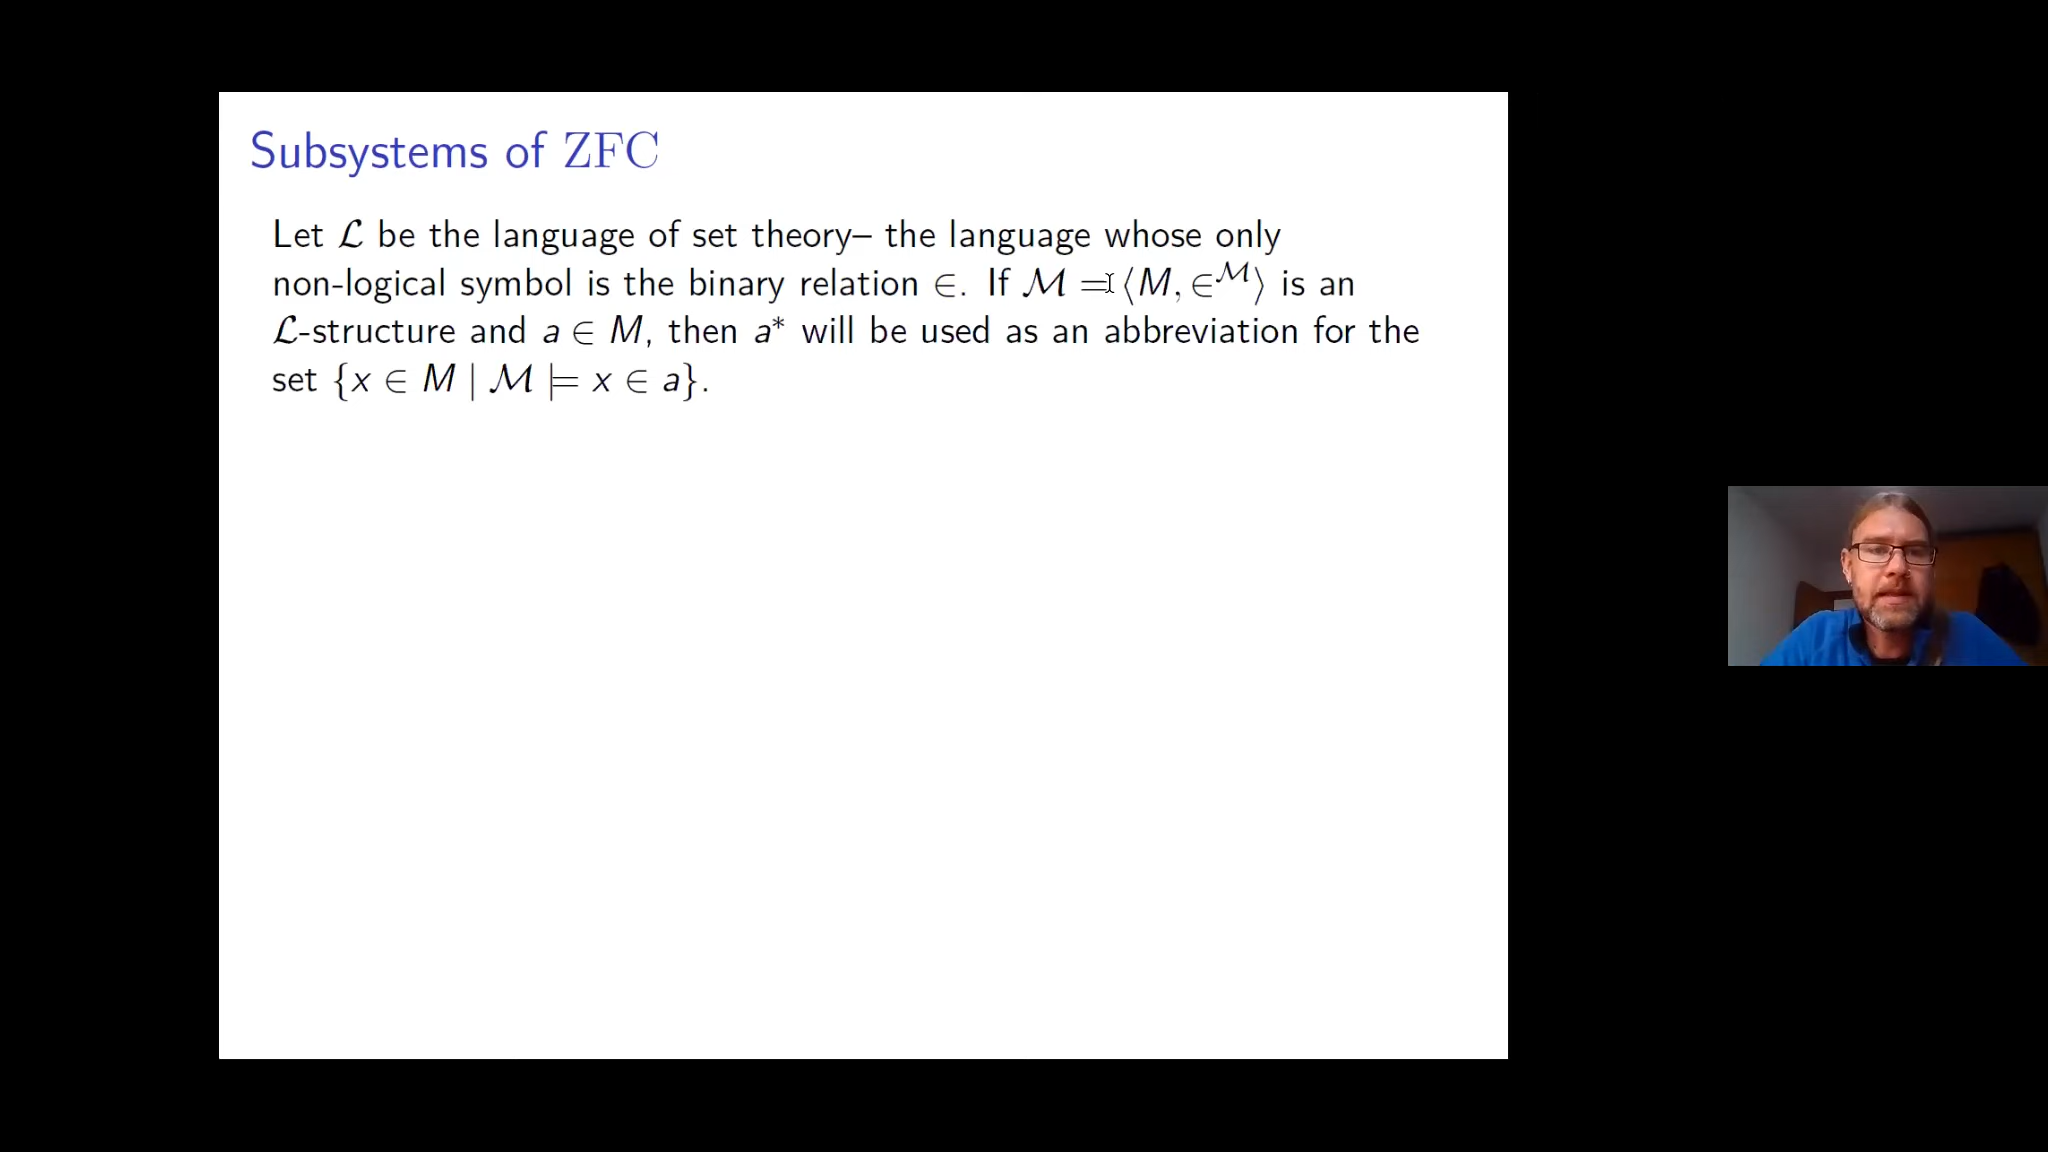 Subsystems of ZFC
Let ℒ be the language of set theory– the language whose only
non-logical symbol is the binary relation ∈. If ℳ = ⟨M, ∈^ℳ⟩ is an
ℒ-structure and a ∈ M, then a* will be used as an abbreviation for the
set {x ∈ M | ℳ ⊨ x ∈ a}.